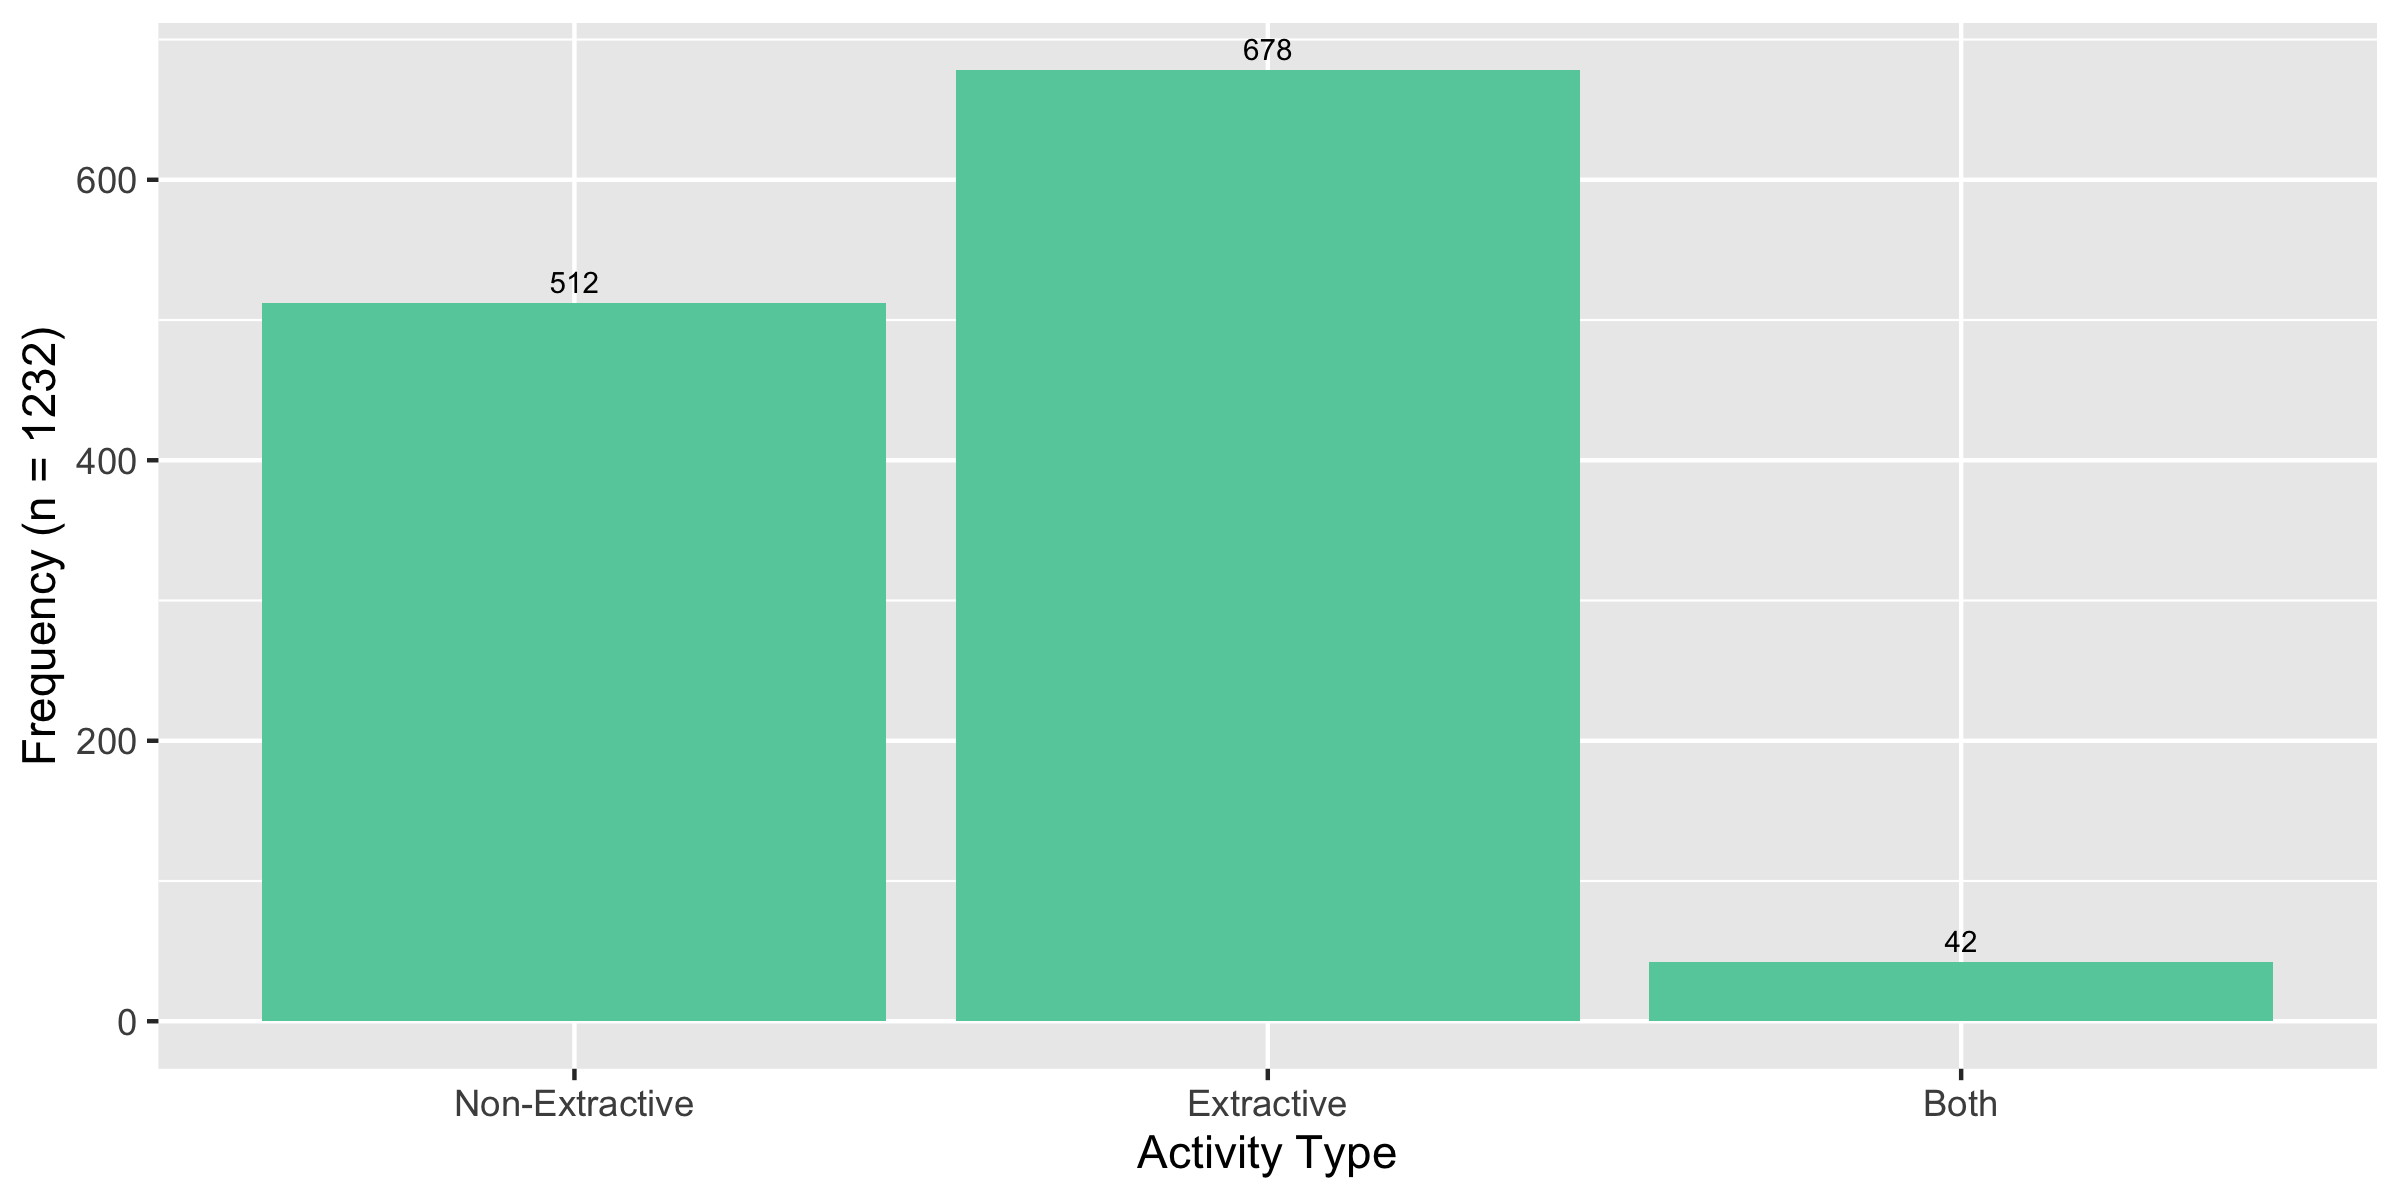 Frequency (n = 1232)
600
400
200
0
512
678
42
Non-Extractive
Extractive
Both
Activity Type